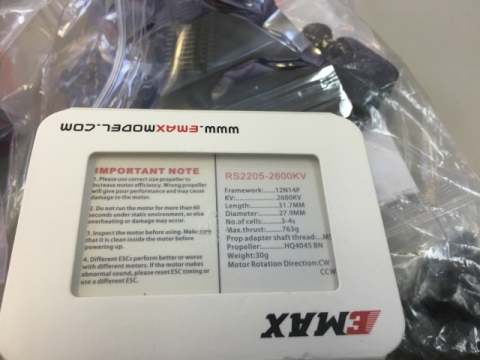 WWW.EMAXMODEL.COM
IMPORTANT NOTE
1. Please use correct size propeller to
increase motor efficiency. Wrong propeller
will give poor performance and may cause
damage to the motor.
2. Do not run the motor for more than 60
seconds under static environment, or else
overheating or damage may occur.
3. Inspect the motor before using. Make sure
that it is clean inside the motor before
powering up.
4. Different ESCs perform better or worse
with different motors. If the motor makes
abnormal sound, please reset ESC timing or
use a different ESC.
RS2205-2600KV
Framework:......12N14P
KV:..................2600KV
Length:............31.7MM
Diameter:........27.9MM
No.of cells:............3-4s
Max.thrust:..........763g
Prop adapter shaft thread:...M5
Propeller:..........HQ4045 BN
Weight:30g
Motor Rotation Direction:CW
CCW
EMAX